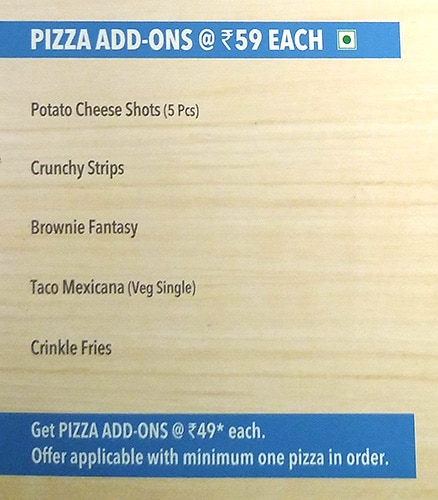 PIZZA ADD-ONS @ ₹59 EACH
Potato Cheese Shots (5 Pcs)
Crunchy Strips
Brownie Fantasy
Taco Mexicana (Veg Single)
Crinkle Fries
Get PIZZA ADD-ONS @ ₹49* each.
Offer applicable with minimum one pizza in order.